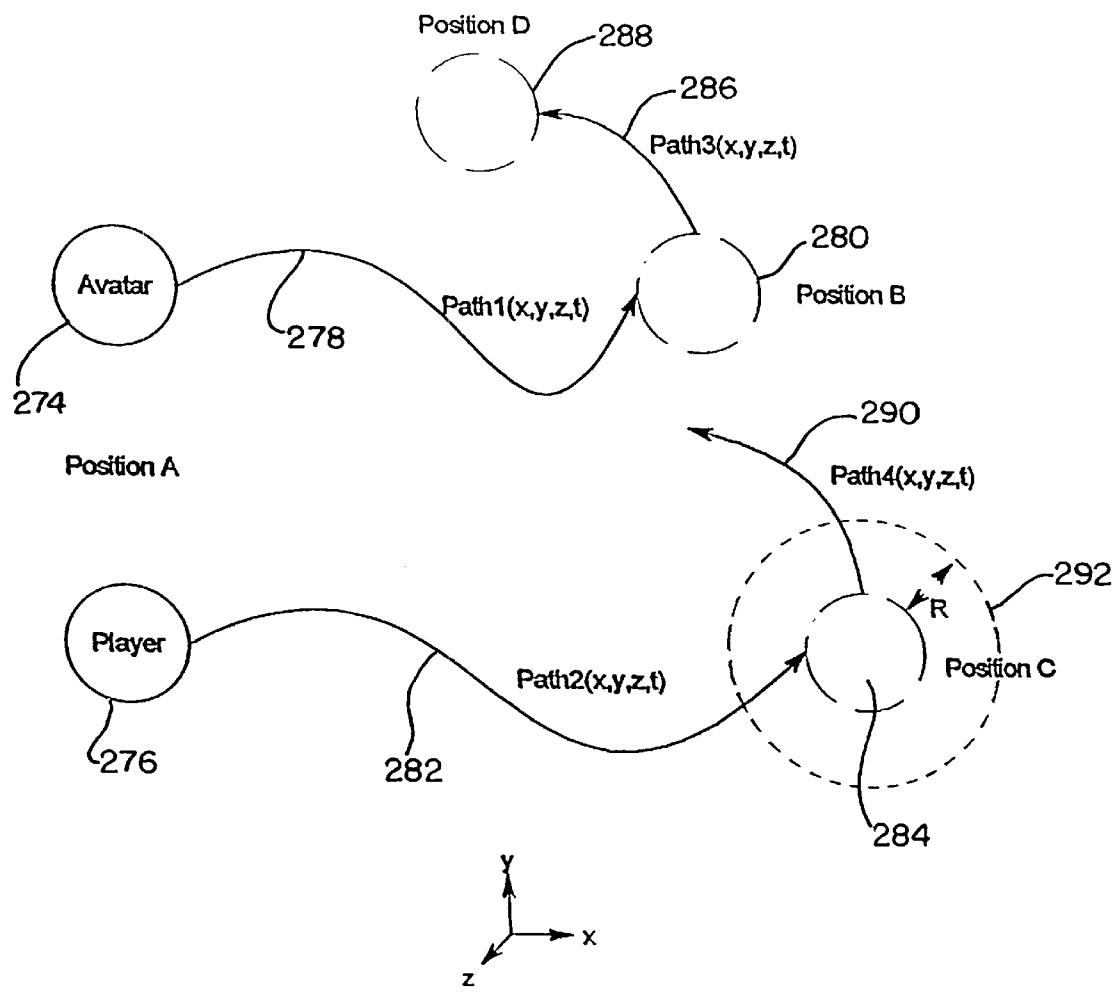 Position D
288
286
Path3(x,y,z,t)
280
Avatar
Position B
Path1(x,y,z,t)
278
274
290
Position A
Path4(x,y,z,t)
292
R
Player
Position C
Path2(x,y,z,t)
276
282
284
y
x
z